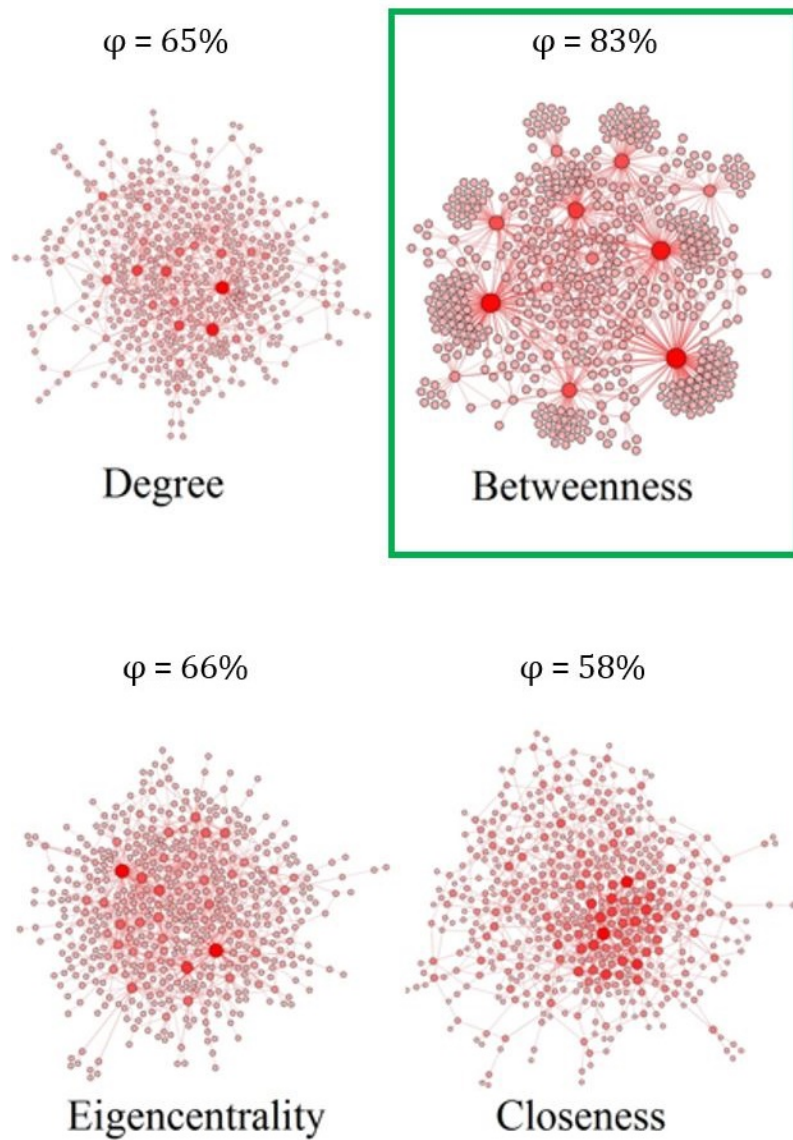 φ = 65%
φ = 83%
Degree
Betweenness
φ = 66%
φ = 58%
Eigencentrality
Closeness